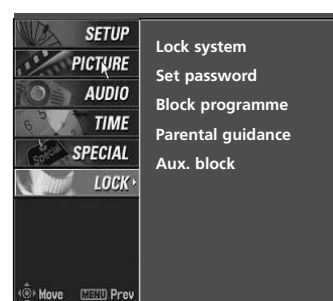 SETUP
PICTURE
AUDIO
TIME
SPECIAL
LOCK
Move MENU Prev
Lock system
Set password
Block programme
Parental guidance
Aux. block